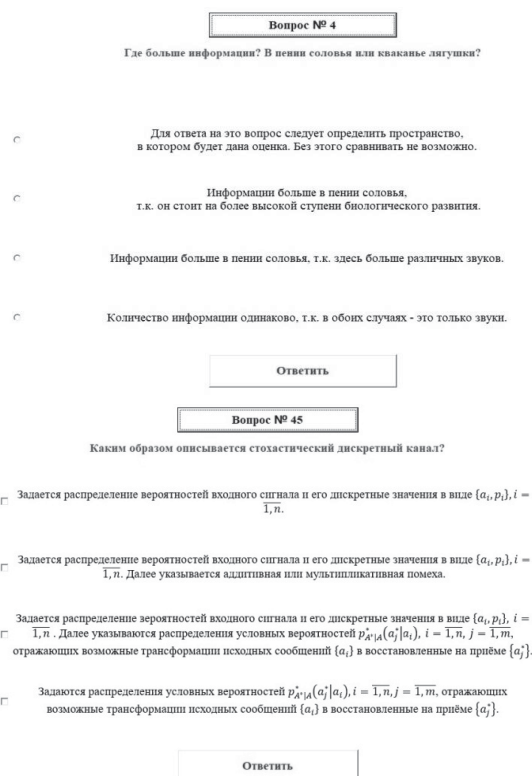 Вопрос № 4
Где больше информации? В пении соловья или кваканье лягушки?
Для ответа на это вопрос следует определить пространство,
в котором будет дана оценка. Без этого сравнивать не возможно.
Информации больше в пении соловья,
т.к. он стоит на более высокой ступени биологического развития.
Информации больше в пении соловья, т.к. здесь больше различных звуков.
Количество информации одинаково, т.к. в обоих случаях - это только звуки.
Ответить
Вопрос № 45
Каким образом описывается стохастический дискретный канал?
Задается распределение вероятностей входного сигнала и его дискретные значения в виде {aᵢ, pᵢ}, i =
1, n.
Задается распределение вероятностей входного сигнала и его дискретные значения в виде {aᵢ, pᵢ}, i =
1, n. Далее указывается аддитивная или мультипликативная помеха.
Задается распределение вероятностей входного сигнала и его дискретные значения в виде {aᵢ, pᵢ}, i =
1, n . Далее указываются распределения условных вероятностей p*_{A*|A}(a*ⱼ|aᵢ), i = 1, n, j = 1, m,
отражающих возможные трансформации исходных сообщений {aᵢ} в восстановленные на приёме {a*ⱼ}.
Задаются распределения условных вероятностей p*_{A*|A}(a*ⱼ|aᵢ), i = 1, n, j = 1, m, отражающих
возможные трансформации исходных сообщений {aᵢ} в восстановленные на приёме {a*ⱼ}.
Ответить